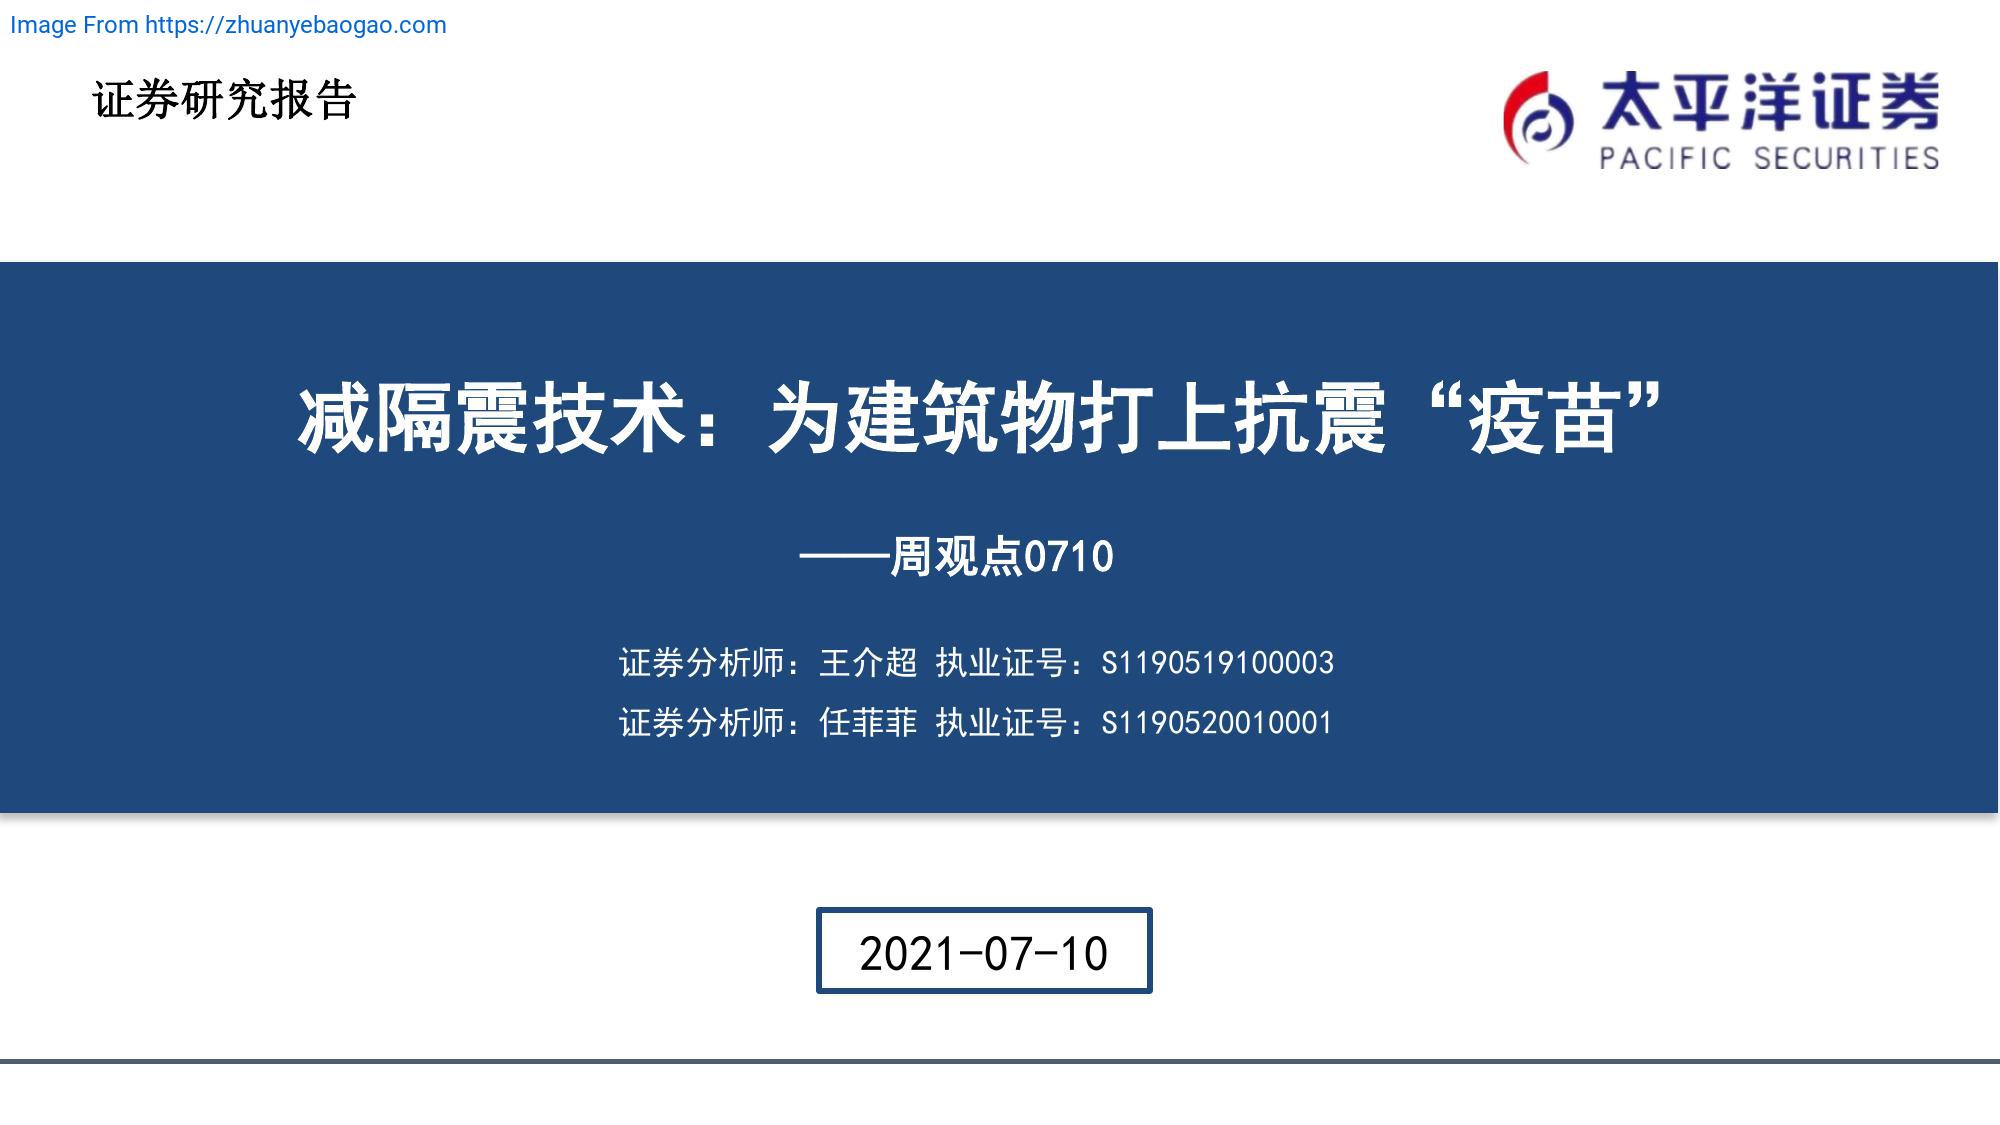 Image From https://zhuanyebaogao.com
证券研究报告
太平洋证券
PACIFIC SECURITIES
减隔震技术：为建筑物打上抗震“疫苗”
——周观点0710
证券分析师：王介超 执业证号：S1190519100003
证券分析师：任菲菲 执业证号：S1190520010001
2021-07-10